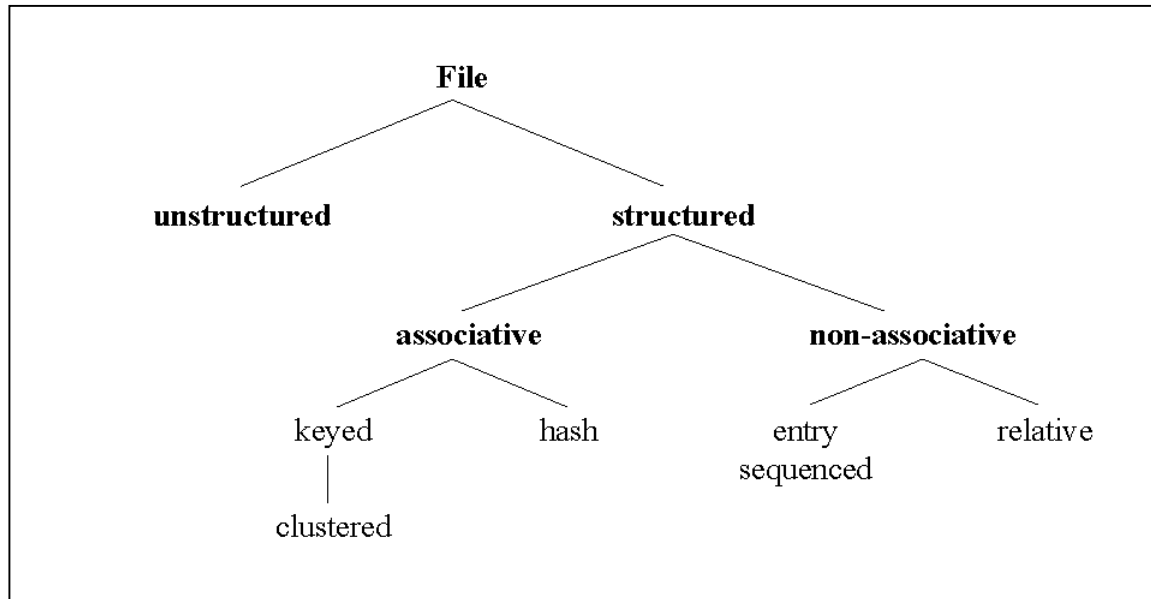 File
unstructured
structured
associative
non-associative
keyed
hash
entry
sequenced
relative
clustered